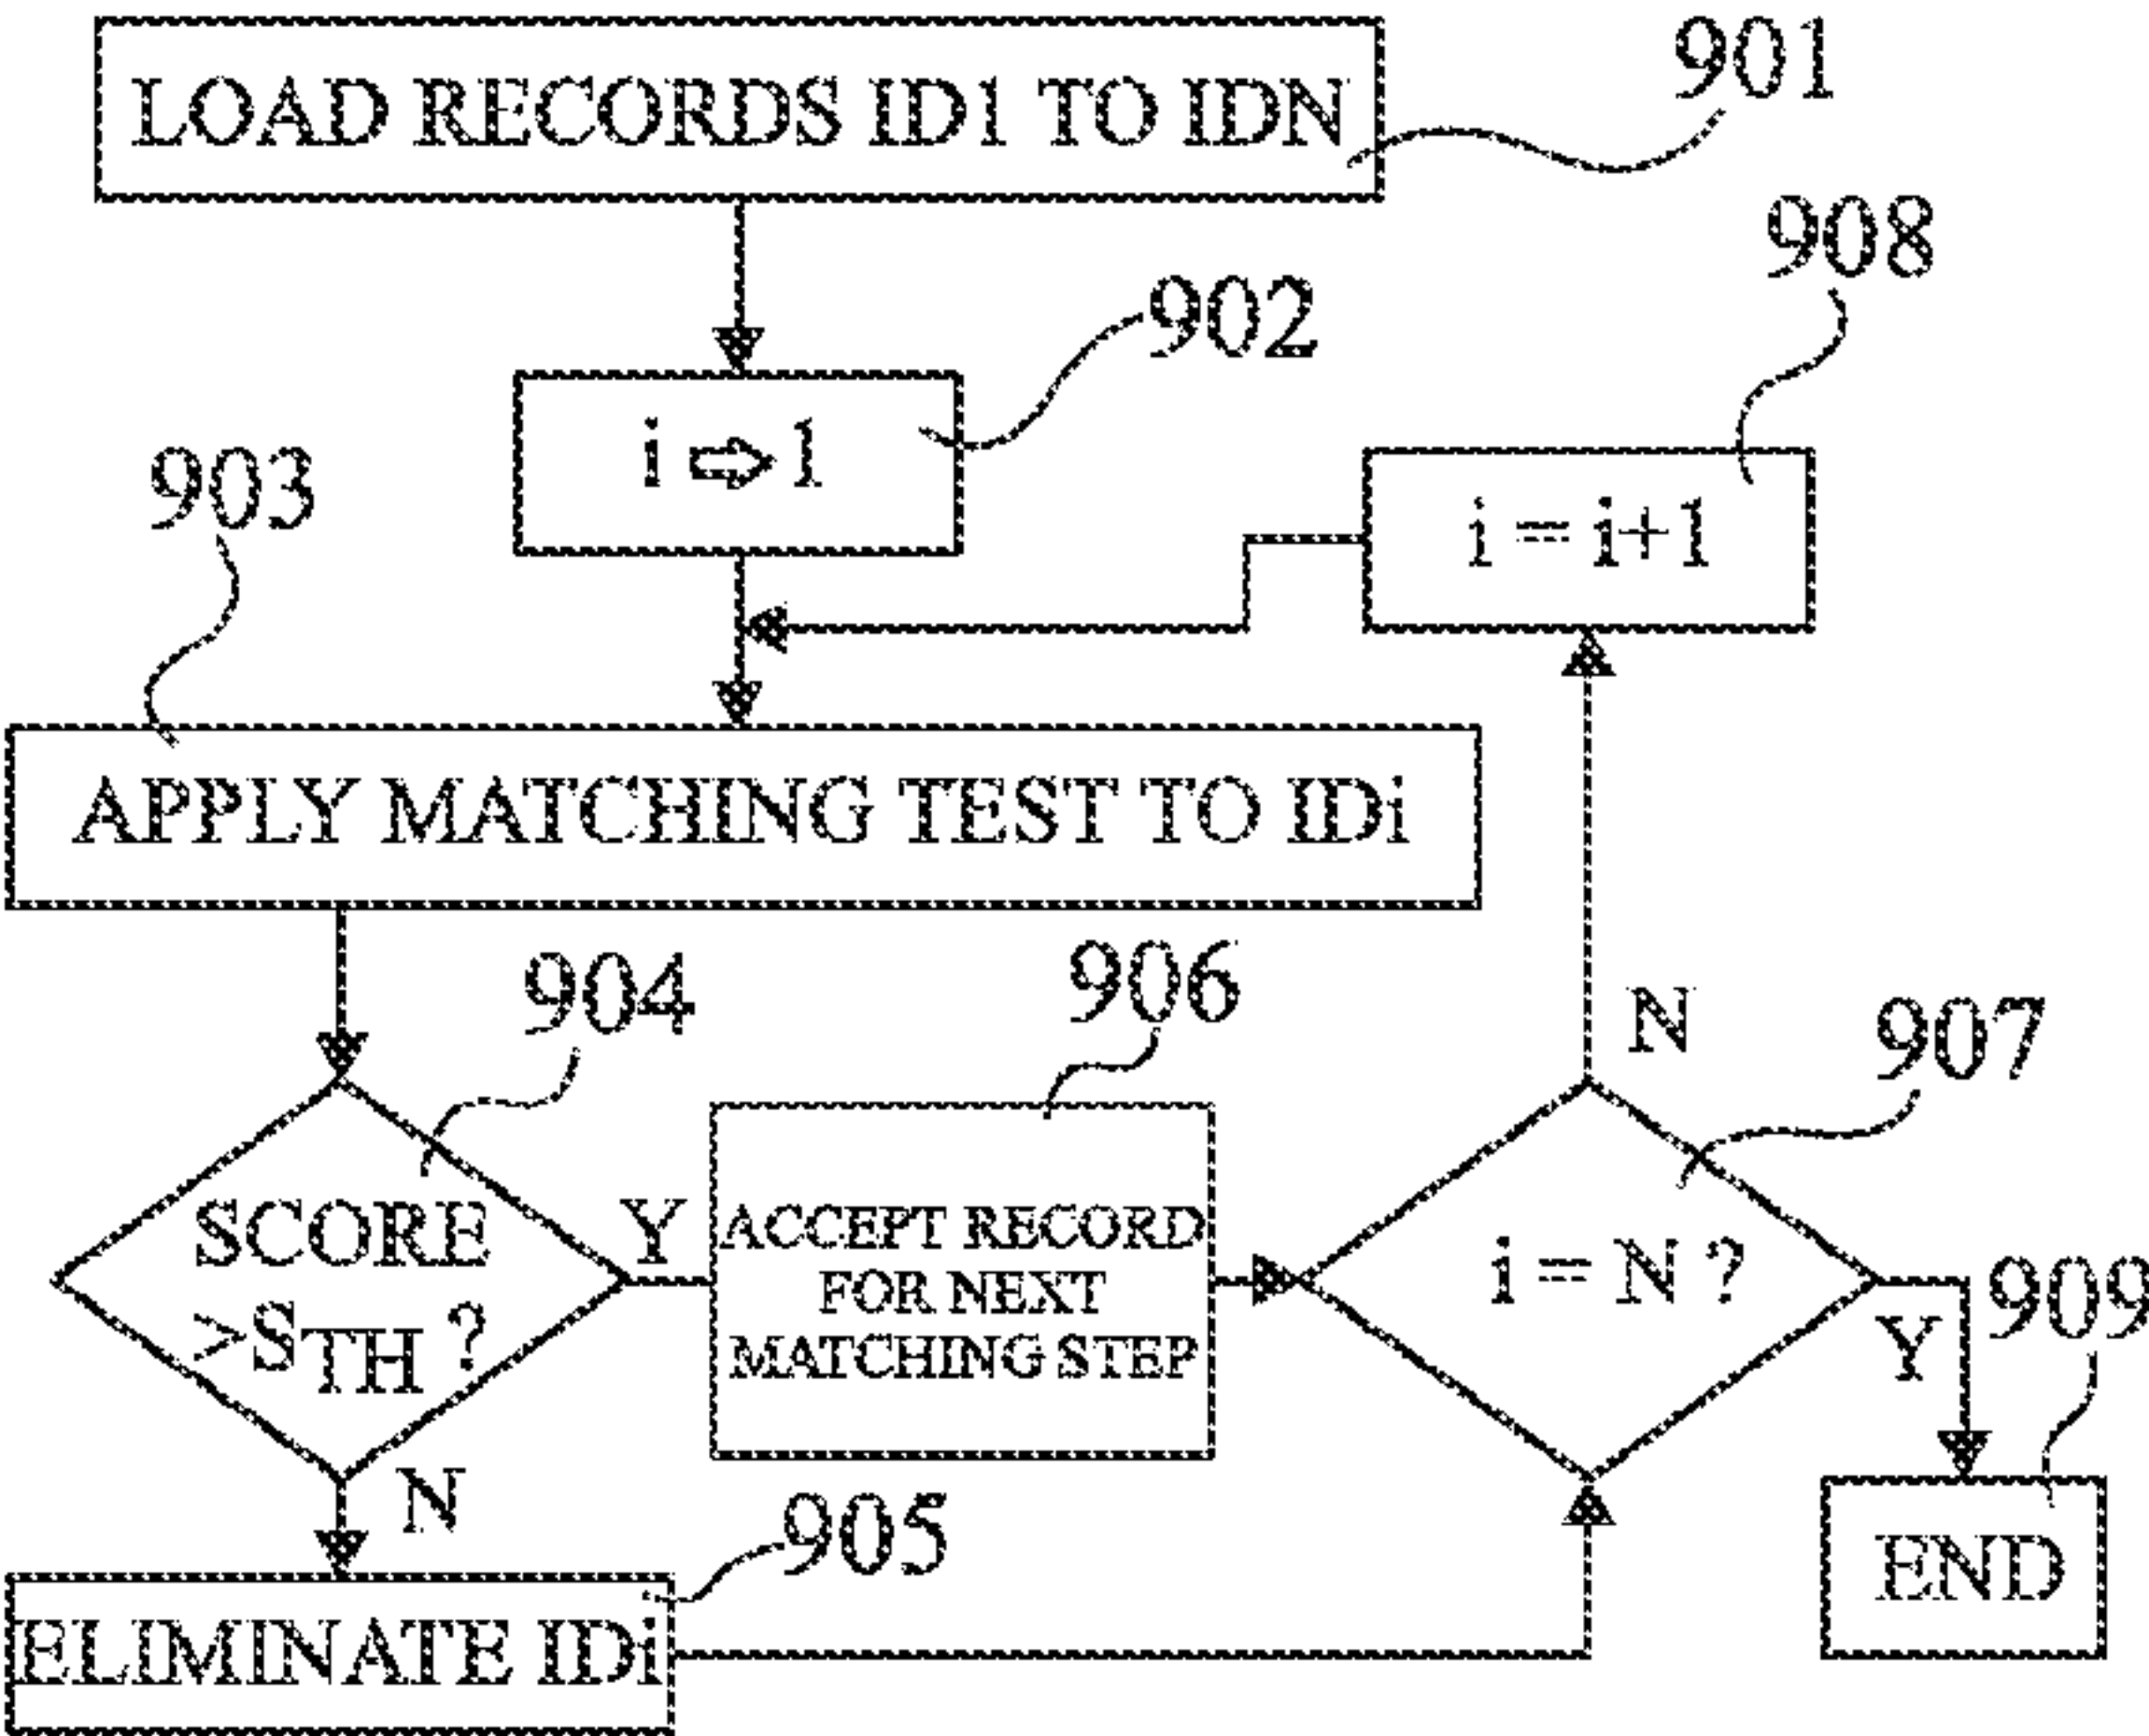 LOAD RECORDS ID1 TO IDN
901
902
i ⇨ 1
908
i = i+1
903
APPLY MATCHING TEST TO IDi
904
SCORE
>STH ?
Y
N
906
ACCEPT RECORD
FOR NEXT
MATCHING STEP
907
i = N ?
N
Y
905
ELIMINATE IDi
909
END